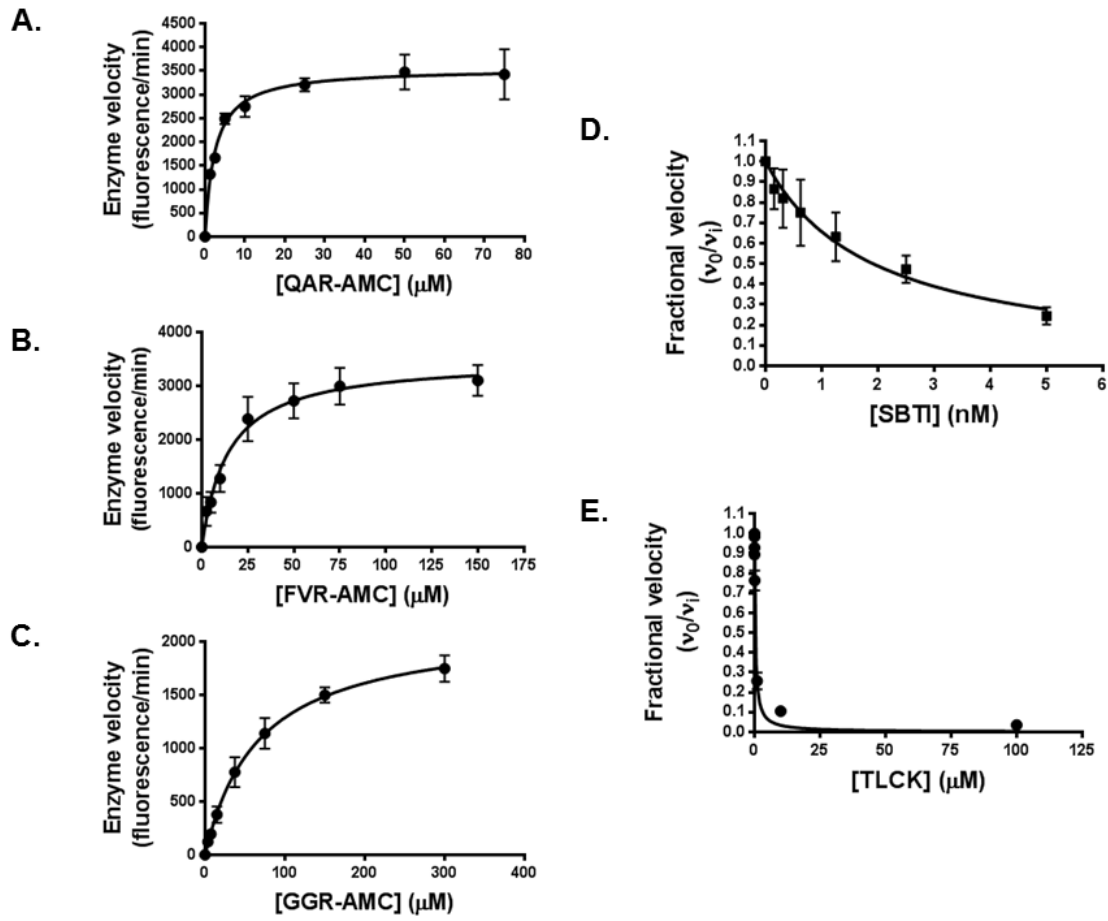 A.
Enzyme velocity
(fluorescence/min)
4500
4000
3500
3000
2500
2000
1500
1000
500
0
0 10 20 30 40 50 60 70 80
[QAR-AMC] (μM)
B.
Enzyme velocity
(fluorescence/min)
4000
3000
2000
1000
0
0 25 50 75 100 125 150 175
[FVR-AMC] (μM)
C.
Enzyme velocity
(fluorescence/min)
2000
1500
1000
500
0
0 100 200 300 400
[GGR-AMC] (μM)
D.
Fractional velocity
(ν0/νi)
1.1
1.0
0.9
0.8
0.7
0.6
0.5
0.4
0.3
0.2
0.1
0.0
0 1 2 3 4 5 6
[SBTI] (nM)
E.
Fractional velocity
(ν0/νi)
1.1
1.0
0.9
0.8
0.7
0.6
0.5
0.4
0.3
0.2
0.1
0.0
0 25 50 75 100 125
[TLCK] (μM)